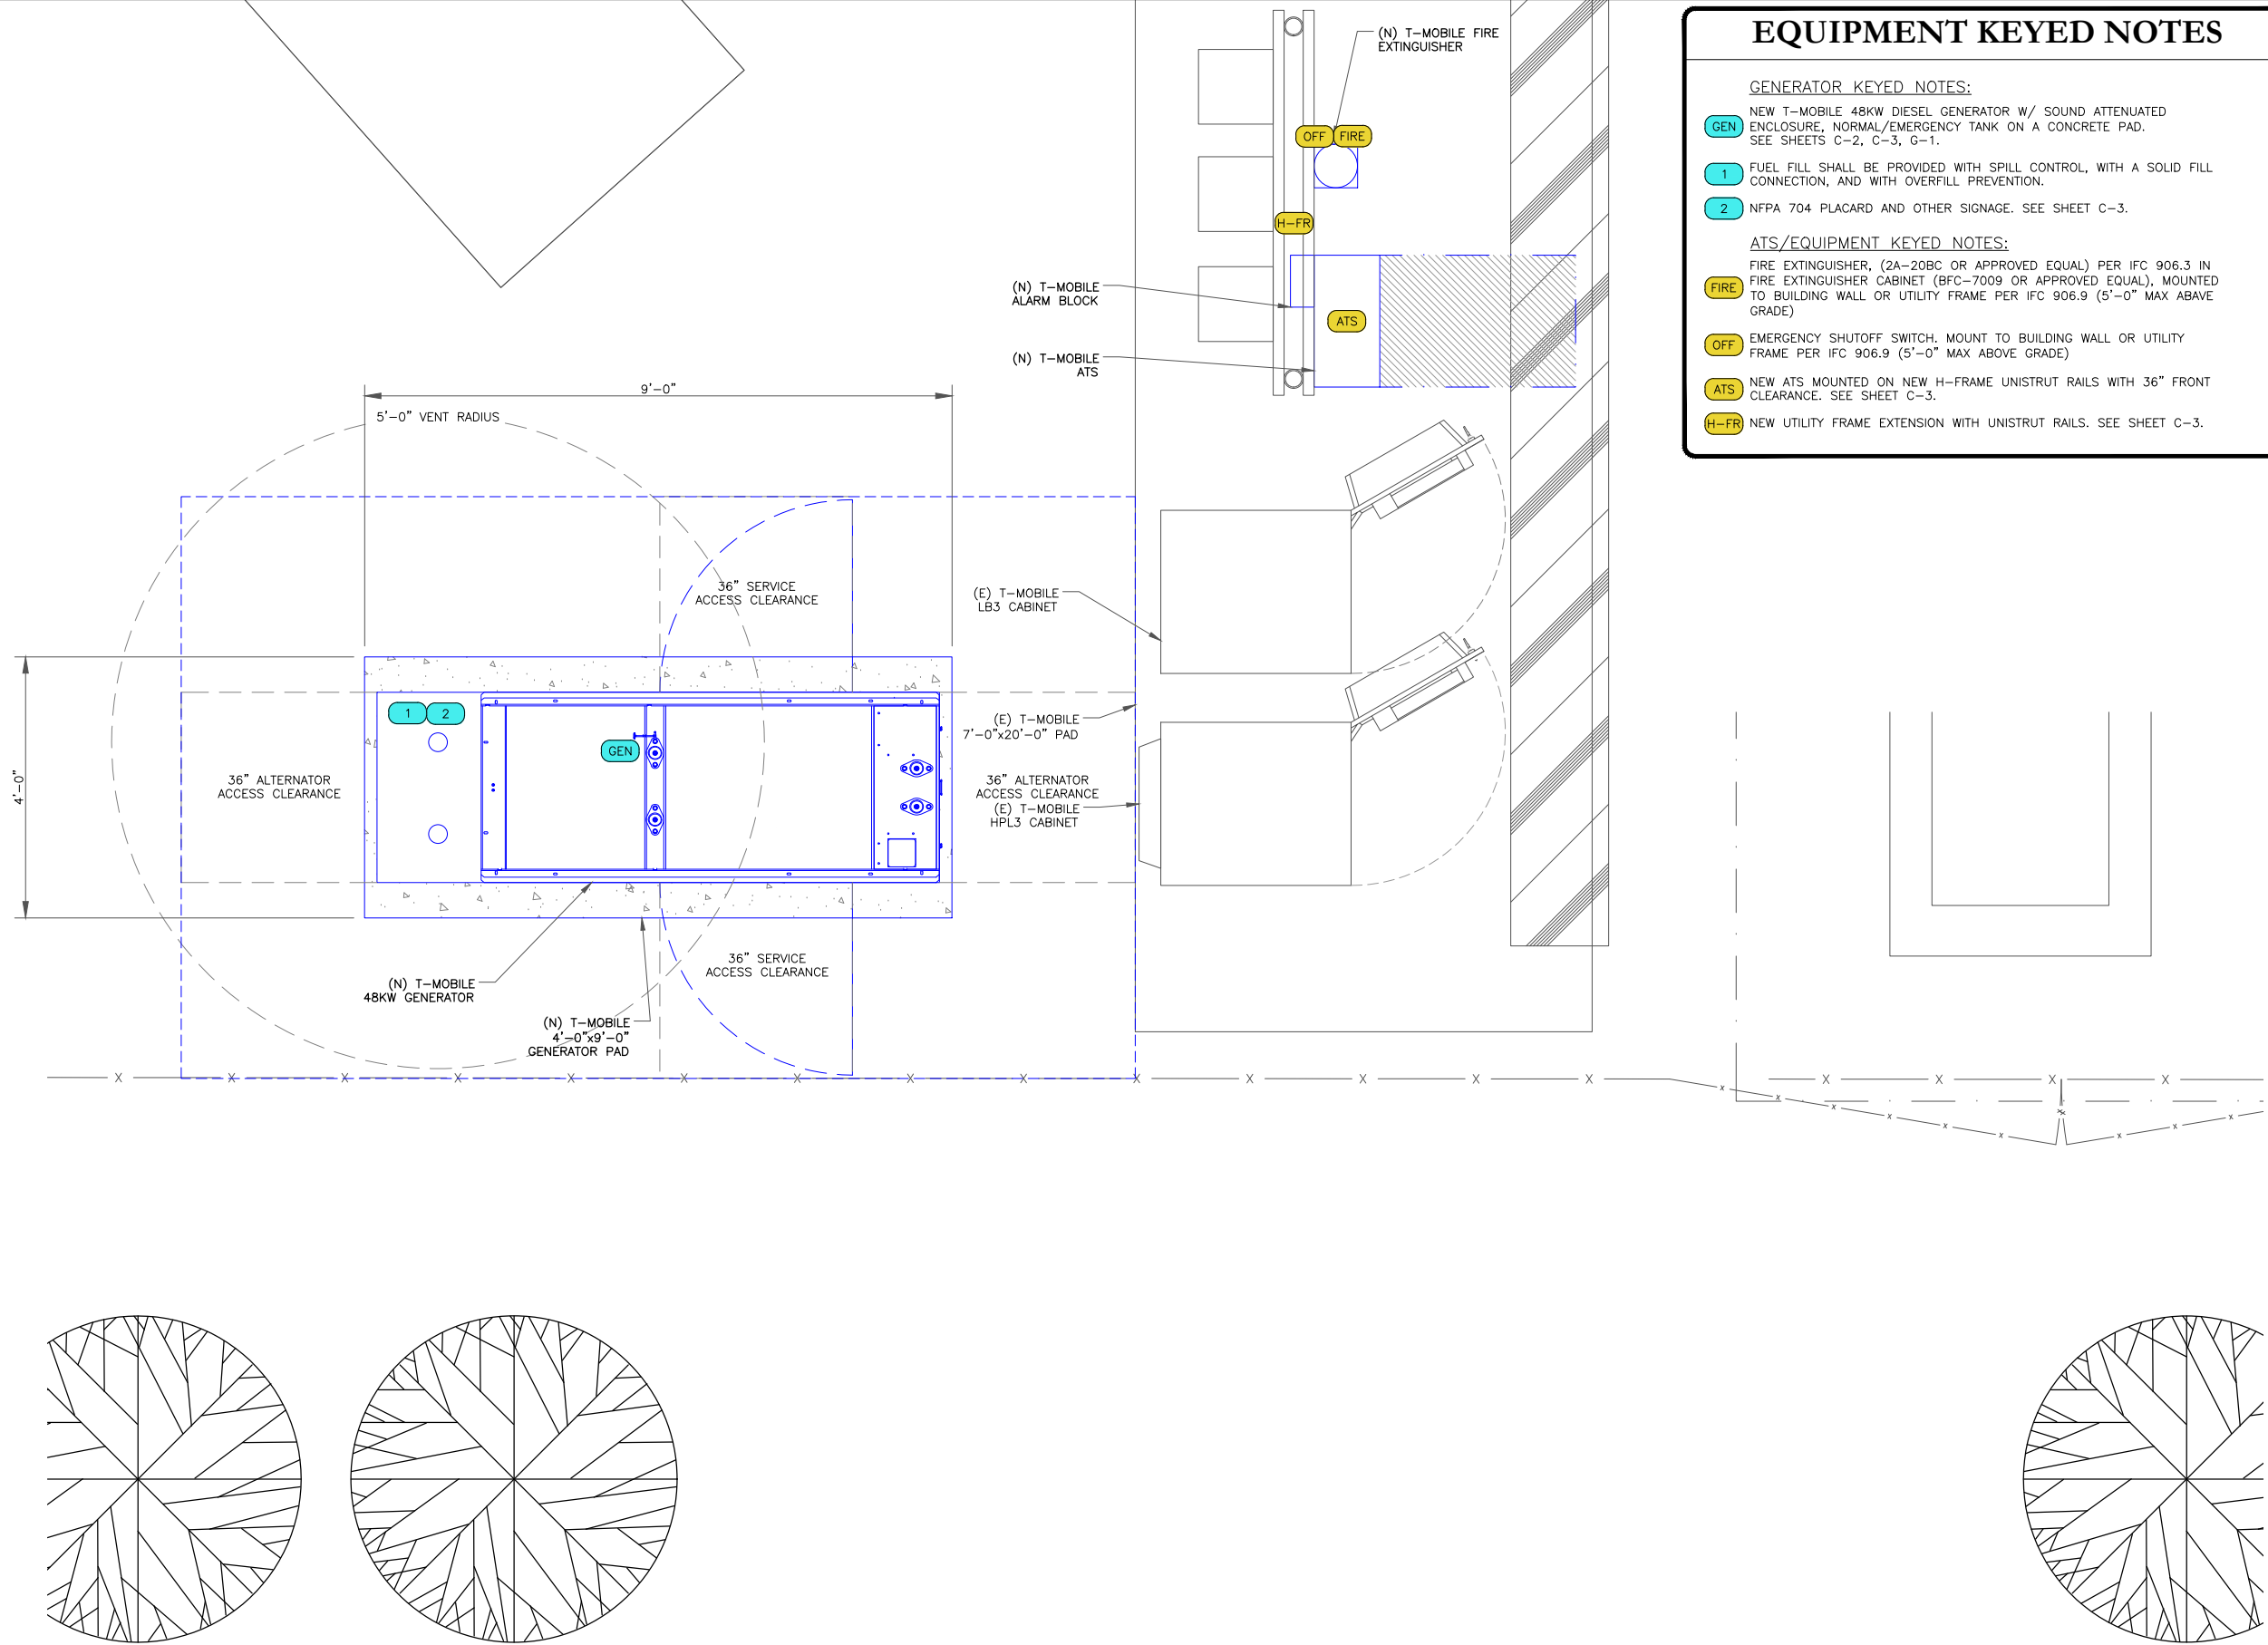 EQUIPMENT KEYED NOTES
GENERATOR KEYED NOTES:
GEN
NEW T-MOBILE 48KW DIESEL GENERATOR W/ SOUND ATTENUATED
ENCLOSURE, NORMAL/EMERGENCY TANK ON A CONCRETE PAD.
SEE SHEETS C-2, C-3, G-1.
1
FUEL FILL SHALL BE PROVIDED WITH SPILL CONTROL, WITH A SOLID FILL
CONNECTION, AND WITH OVERFILL PREVENTION.
2
NFPA 704 PLACARD AND OTHER SIGNAGE. SEE SHEET C-3.
ATS/EQUIPMENT KEYED NOTES:
FIRE
FIRE EXTINGUISHER, (2A-20BC OR APPROVED EQUAL) PER IFC 906.3 IN
FIRE EXTINGUISHER CABINET (BFC-7009 OR APPROVED EQUAL), MOUNTED
TO BUILDING WALL OR UTILITY FRAME PER IFC 906.9 (5'-0" MAX ABAVE
GRADE)
OFF
EMERGENCY SHUTOFF SWITCH. MOUNT TO BUILDING WALL OR UTILITY
FRAME PER IFC 906.9 (5'-0" MAX ABOVE GRADE)
ATS
NEW ATS MOUNTED ON NEW H-FRAME UNISTRUT RAILS WITH 36" FRONT
CLEARANCE. SEE SHEET C-3.
H-FR
NEW UTILITY FRAME EXTENSION WITH UNISTRUT RAILS. SEE SHEET C-3.
(N) T-MOBILE FIRE
EXTINGUISHER
OFF
FIRE
H-FR
(N) T-MOBILE
ALARM BLOCK
ATS
(N) T-MOBILE
ATS
9'-0"
5'-0" VENT RADIUS
36" SERVICE
ACCESS CLEARANCE
(E) T-MOBILE
LB3 CABINET
1
2
GEN
(E) T-MOBILE
7'-0"x20'-0" PAD
4'-0"
36" ALTERNATOR
ACCESS CLEARANCE
36" ALTERNATOR
ACCESS CLEARANCE
(E) T-MOBILE
HPL3 CABINET
36" SERVICE
ACCESS CLEARANCE
(N) T-MOBILE
48KW GENERATOR
(N) T-MOBILE
4'-0"x9'-0"
GENERATOR PAD